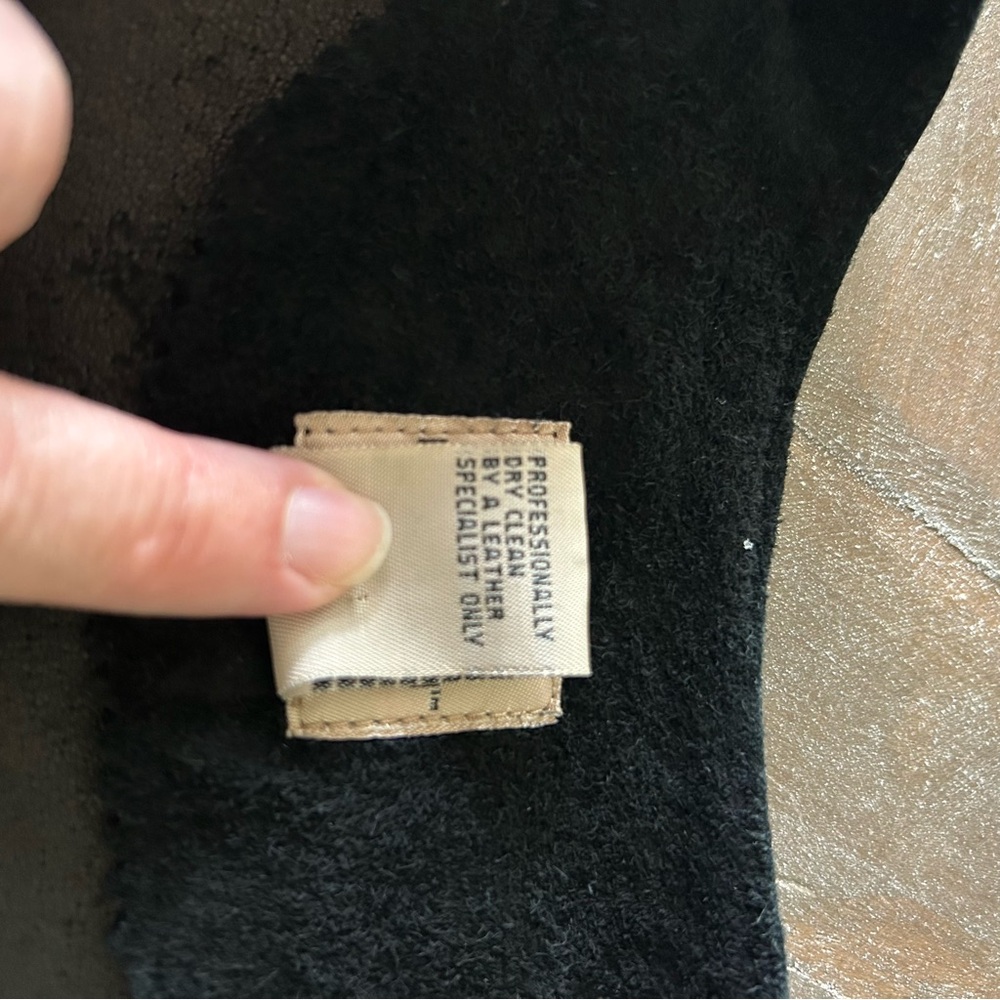 PROFESSIONALLY
DRY CLEAN
BY A LEATHER
SPECIALIST ONLY